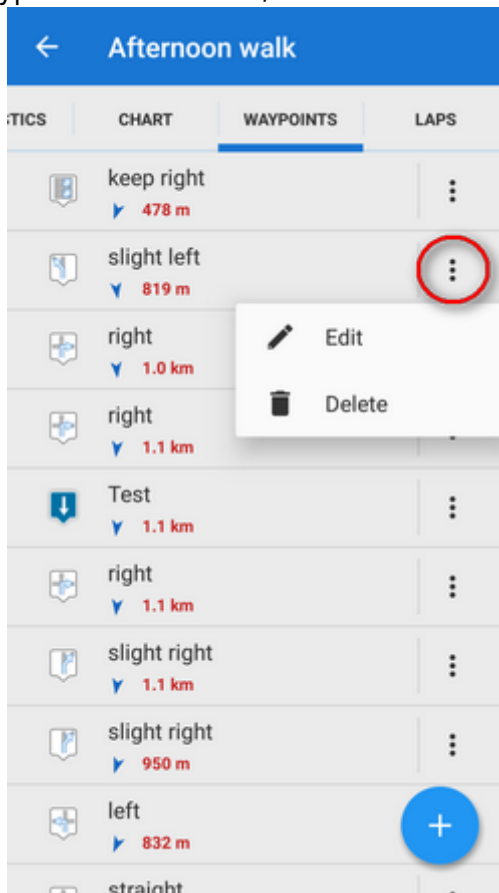 Afternoon walk
TICS CHART WAYPOINTS LAPS
keep right
478 m
slight left
819 m
right
1.0 km
Edit
Delete
right
1.1 km
Test
1.1 km
right
1.1 km
slight right
1.1 km
slight right
950 m
left
832 m
straight